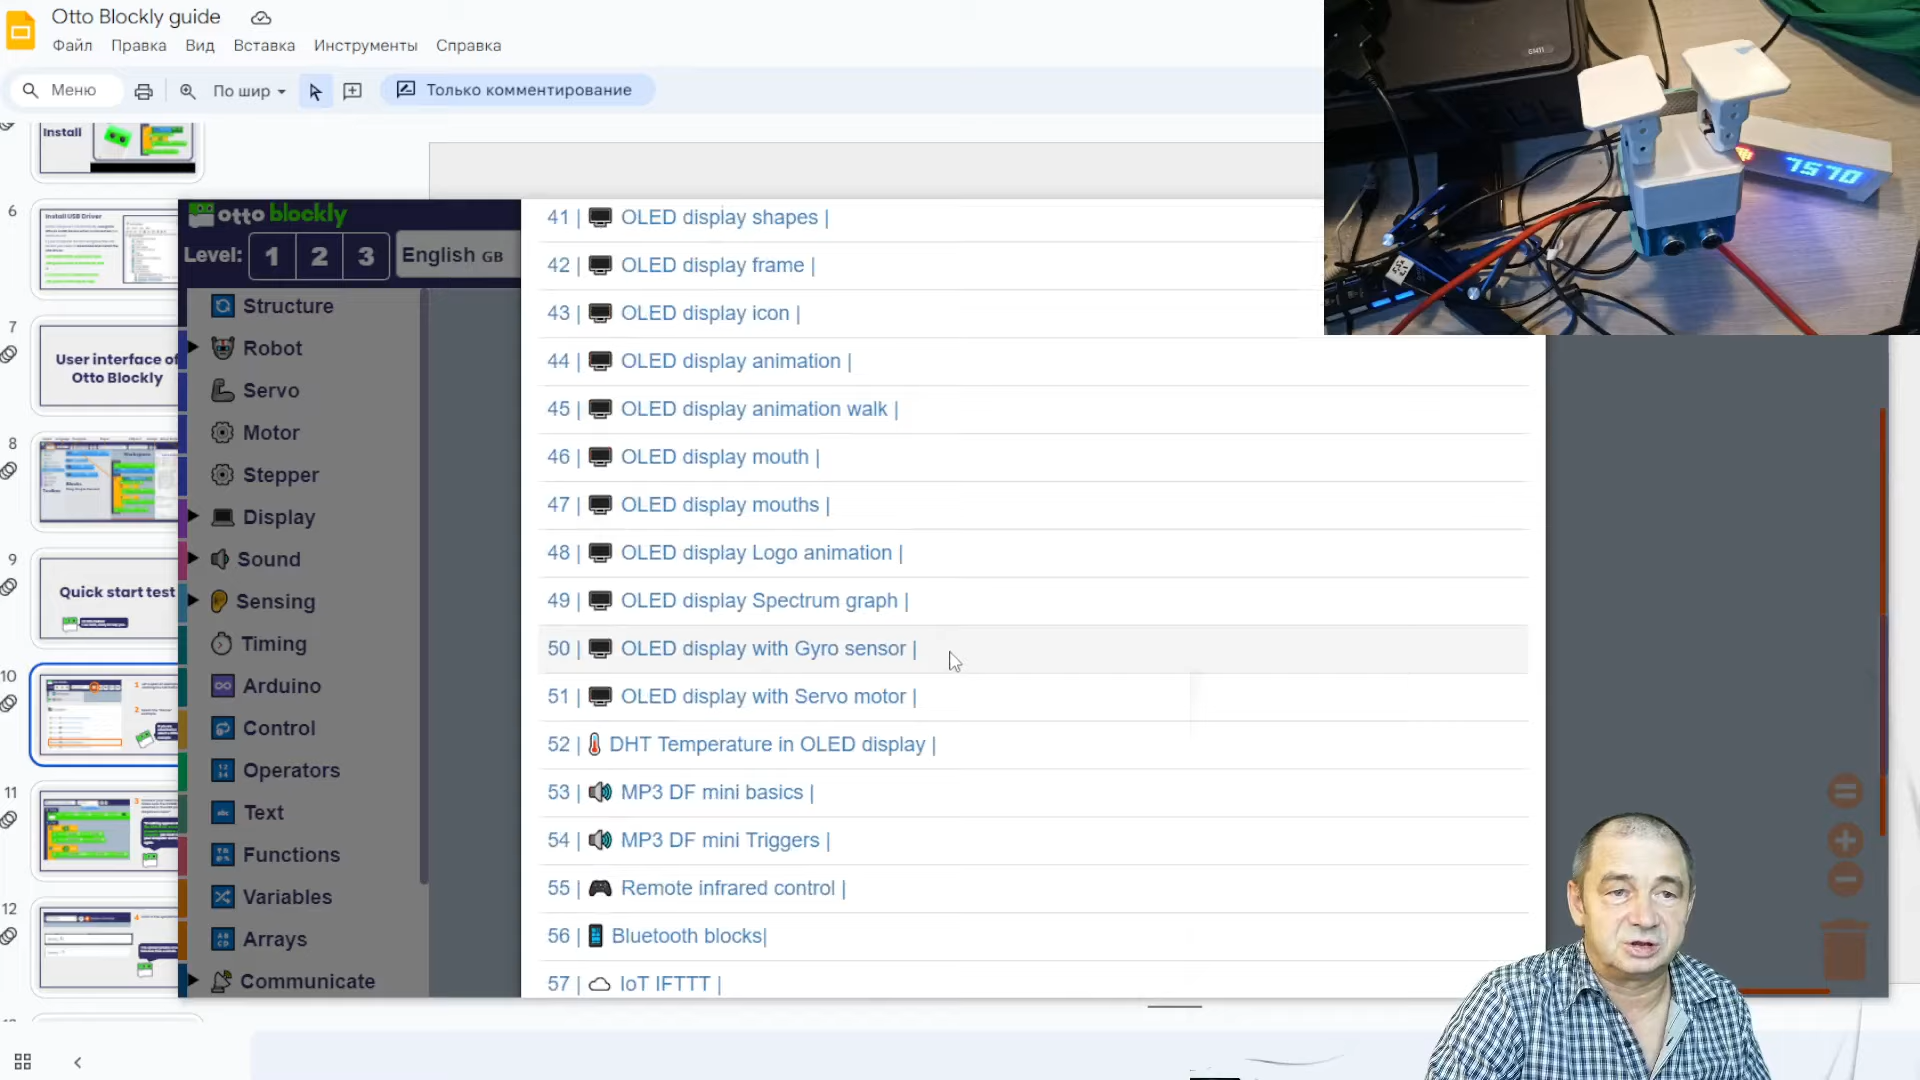 Otto Blockly guide
Файл Правка Вид Вставка Инструменты Справка
Меню
По шир
Только комментирование
Install
6
Install USB Driver
7
User interface of
Otto Blockly
8
9
Quick start test
10
11
12
otto blockly
Level: 1 2 3 English GB
Structure
Robot
Servo
Motor
Stepper
Display
Sound
Sensing
Timing
Arduino
Control
Operators
Text
Functions
Variables
Arrays
Communicate
41 | OLED display shapes |
42 | OLED display frame |
43 | OLED display icon |
44 | OLED display animation |
45 | OLED display animation walk |
46 | OLED display mouth |
47 | OLED display mouths |
48 | OLED display Logo animation |
49 | OLED display Spectrum graph |
50 | OLED display with Gyro sensor |
51 | OLED display with Servo motor |
52 | DHT Temperature in OLED display |
53 | MP3 DF mini basics |
54 | MP3 DF mini Triggers |
55 | Remote infrared control |
56 | Bluetooth blocks|
57 | IoT IFTTT |
7570